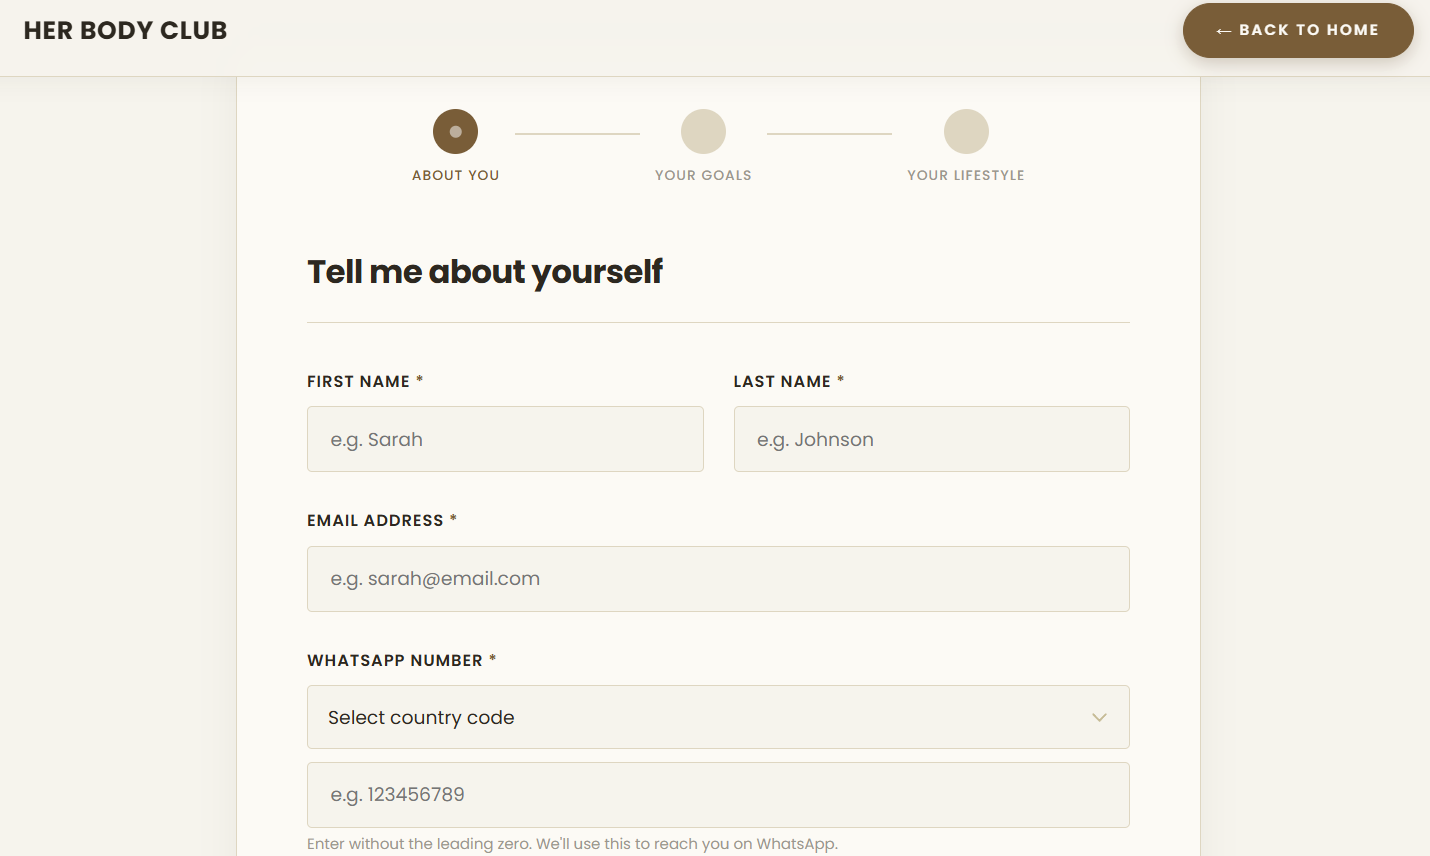 HER BODY CLUB
← BACK TO HOME
ABOUT YOU
YOUR GOALS
YOUR LIFESTYLE
Tell me about yourself
FIRST NAME *
LAST NAME *
e.g. Sarah
e.g. Johnson
EMAIL ADDRESS *
e.g. sarah@email.com
WHATSAPP NUMBER *
Select country code
e.g. 123456789
Enter without the leading zero. We'll use this to reach you on WhatsApp.